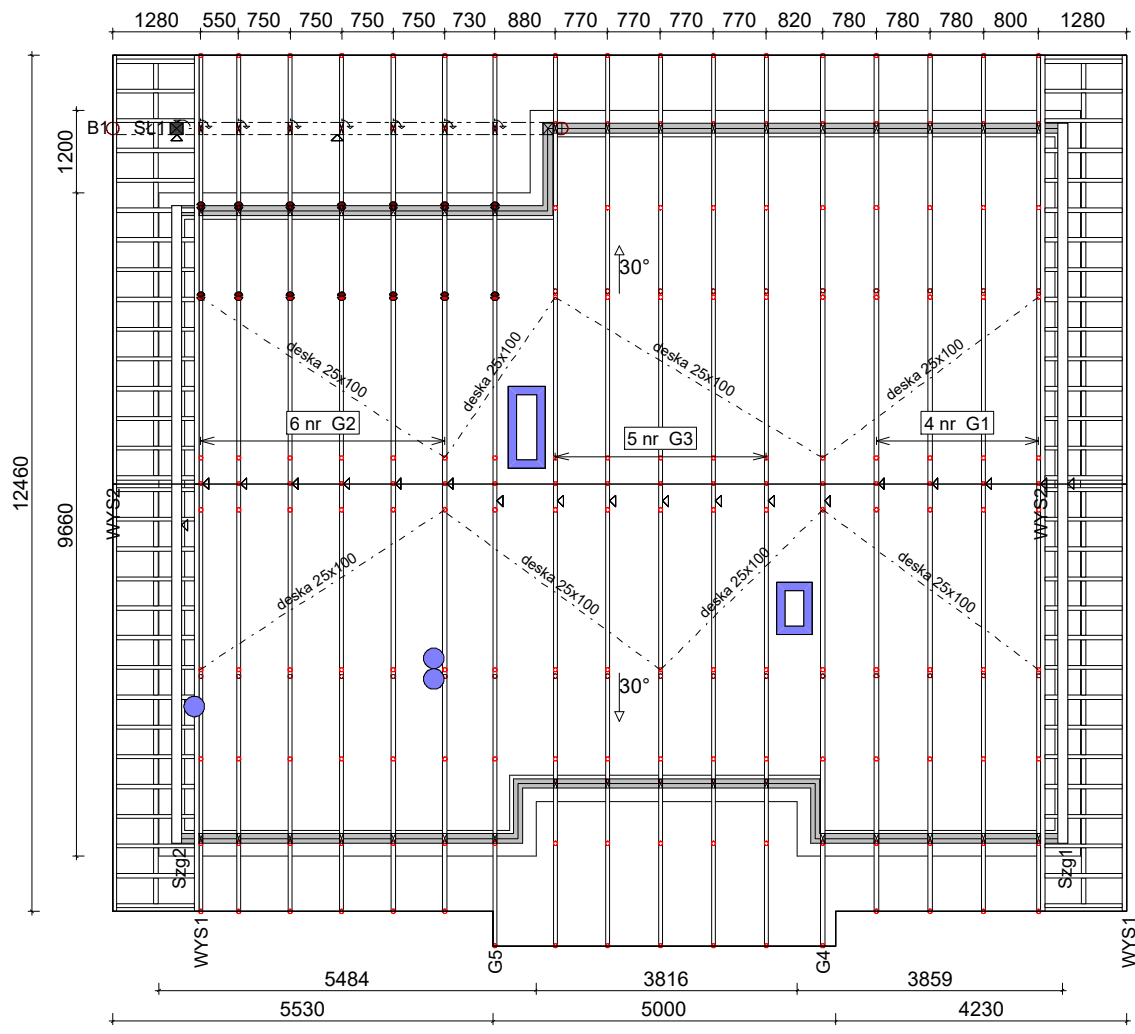 1280 550 750 750 750 750 730 880 770 770 770 770 820 780 780 780 800 1280
B1
SŁ1
1200
30°
deska 25x100
deska 25x100
deska 25x100
deska 25x100
6 nr G2
5 nr G3
4 nr G1
12460
9660
WYS2
WYS2
deska 25x100
deska 25x100
deska 25x100
deska 25x100
30°
Szg2
Szg1
WYS1
G5
G4
WYS1
5484 3816 3859
5530 5000 4230